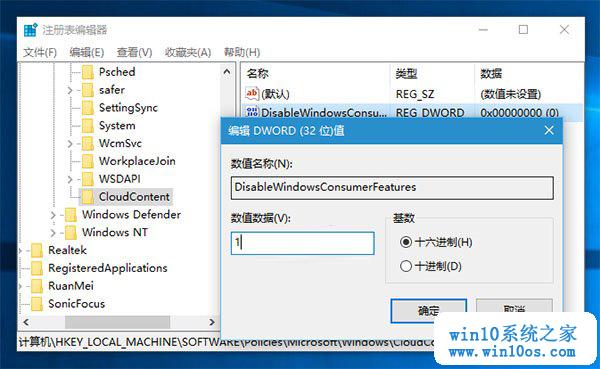 注册表编辑器
文件(F) 编辑(E) 查看(V) 收藏夹(A) 帮助(H)
Psched
safer
SettingSync
System
WcmSvc
WorkplaceJoin
WSDAPI
CloudContent
Windows Defender
Windows NT
Realtek
RegisteredApplications
RuanMei
SonicFocus
名称 类型 数据
(默认) REG_SZ (数值未设置)
DisableWindowsConsu... REG_DWORD 0x00000000 (0)
编辑 DWORD (32 位)值
数值名称(N):
DisableWindowsConsumerFeatures
数值数据(V):
1
基数
十六进制(H)
十进制(D)
确定 取消
计算机\HKEY_LOCAL_MACHINE\SOFTWARE\Policies\Microsoft\Windows\CloudCo
win10系统之家
www.win10os.com